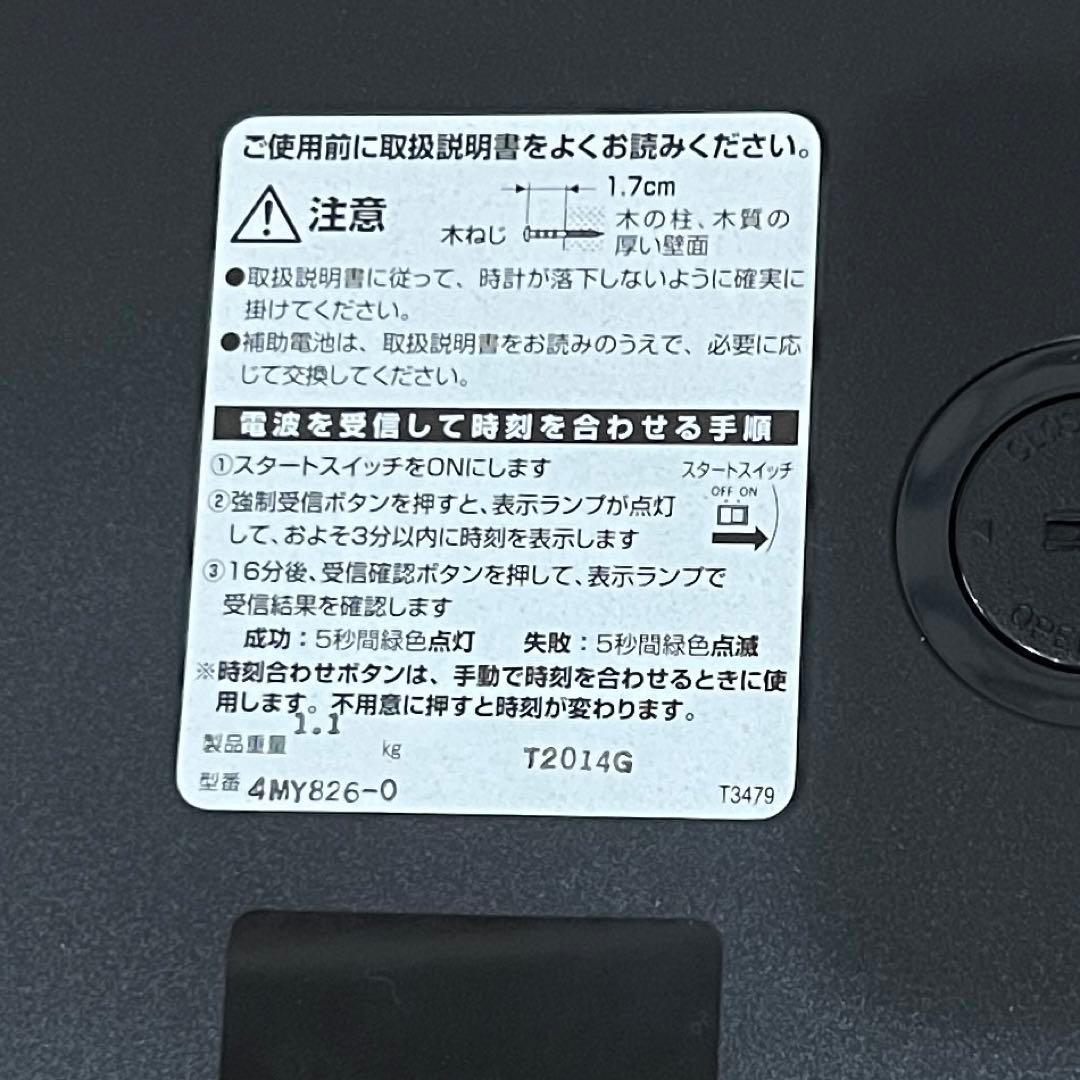 ご使用前に取扱説明書をよくお読みください。
注意
1.7cm
木ねじ
木の柱、木質の
厚い壁面
●取扱説明書に従って、時計が落下しないように確実に
掛けてください。
●補助電池は、取扱説明書をお読みのうえで、必要に応
じて交換してください。
電波を受信して時刻を合わせる手順
①スタートスイッチをONにします
スタートスイッチ
OFF ON
②強制受信ボタンを押すと、表示ランプが点灯
して、およそ3分以内に時刻を表示します
③16分後、受信確認ボタンを押して、表示ランプで
受信結果を確認します
成功：5秒間緑色点灯 失敗：5秒間緑色点滅
※時刻合わせボタンは、手動で時刻を合わせるときに使
用します。不用意に押すと時刻が変わります。
製品重量 1.1 kg T2014G
型番 4MY826-0 T3479